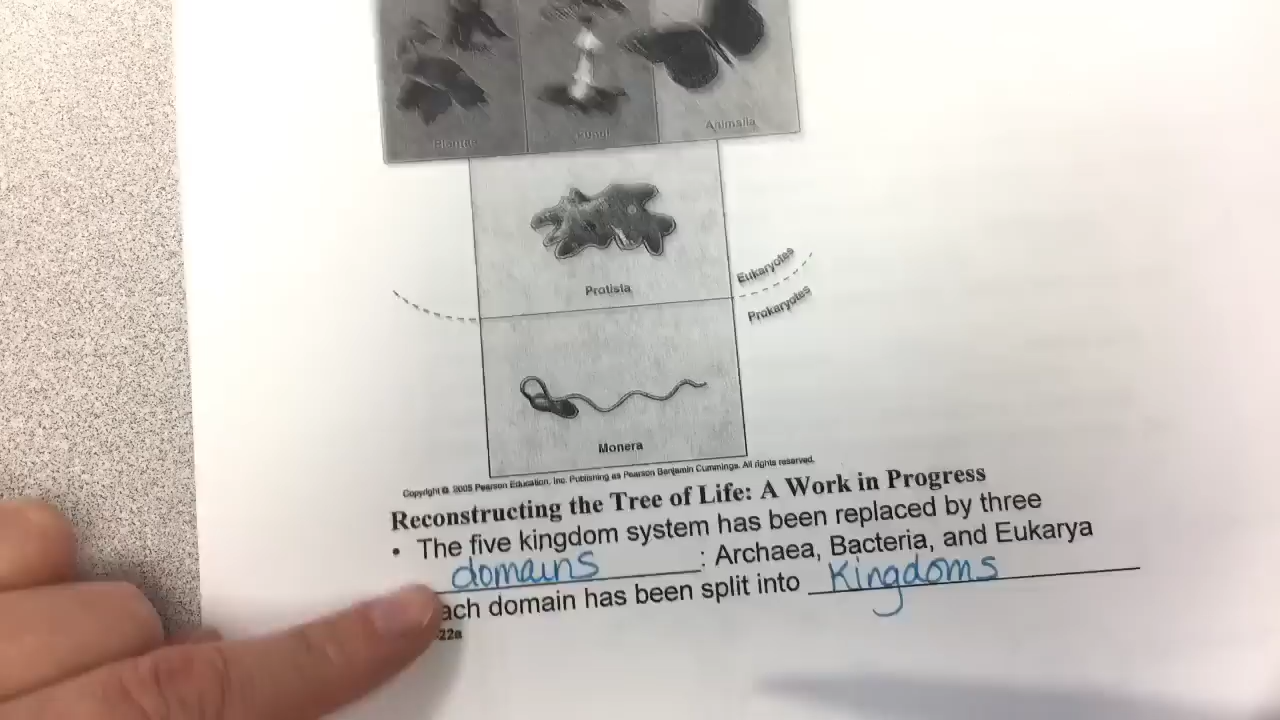 Plantae Fungi Animalia
Eukaryotes
Protista
Prokaryotes
Monera
Copyright © 2005 Pearson Education, Inc. Publishing as Pearson Benjamin Cummings. All rights reserved.
Reconstructing the Tree of Life: A Work in Progress
• The five kingdom system has been replaced by three
domains : Archaea, Bacteria, and Eukarya
ach domain has been split into Kingdoms
22a